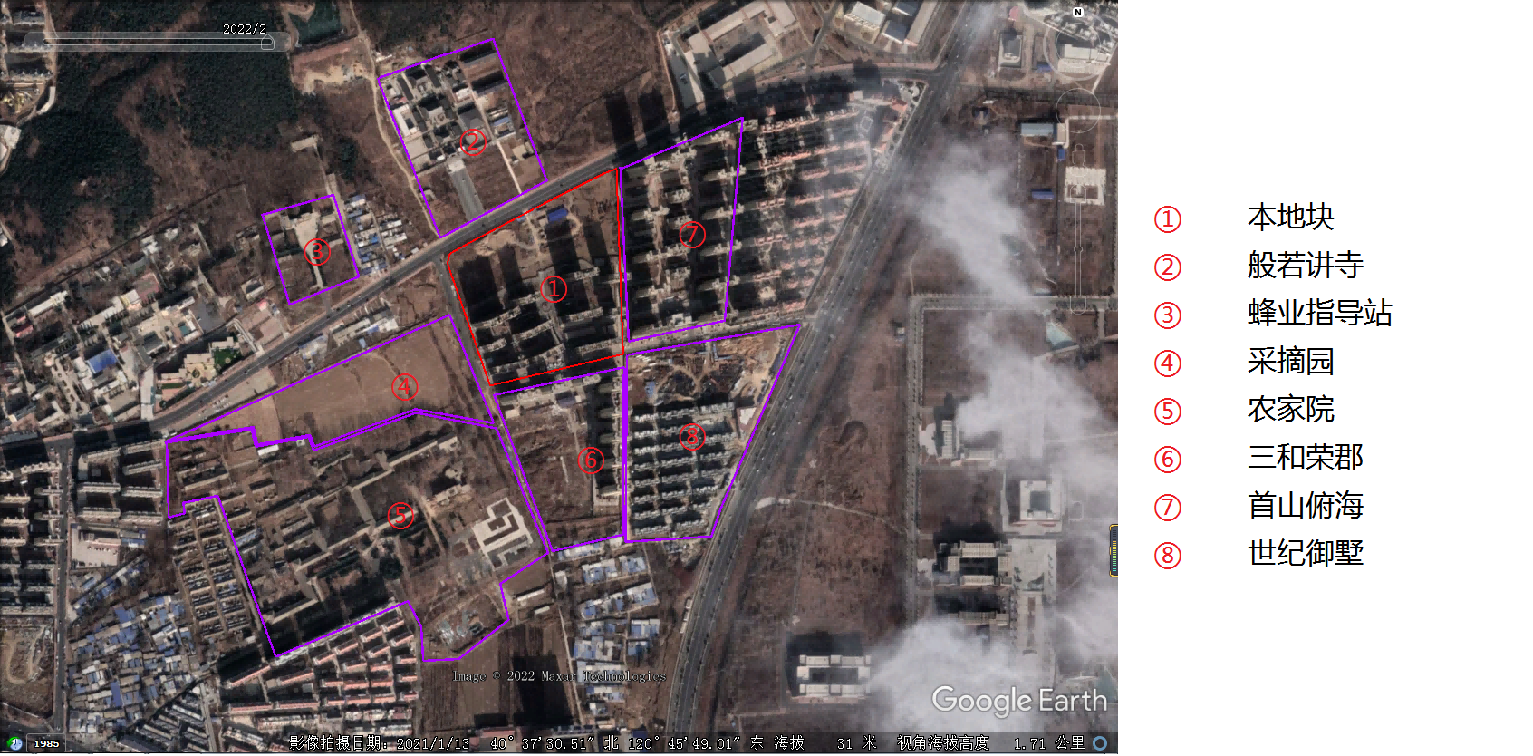 2022/2
N
②
⑦
③
①
④
⑧
⑥
⑤
① 本地块
② 般若讲寺
③ 蜂业指导站
④ 采摘园
⑤ 农家院
⑥ 三和荣郡
⑦ 首山俯海
⑧ 世纪御墅
Image © 2022 Maxar Technologies
Google Earth
1985 影像拍摄日期: 2021/1/13 40° 37′30.51″ 北 120° 45′49.01″ 东 海拔 31 米 视角海拔高度 1.71 公里